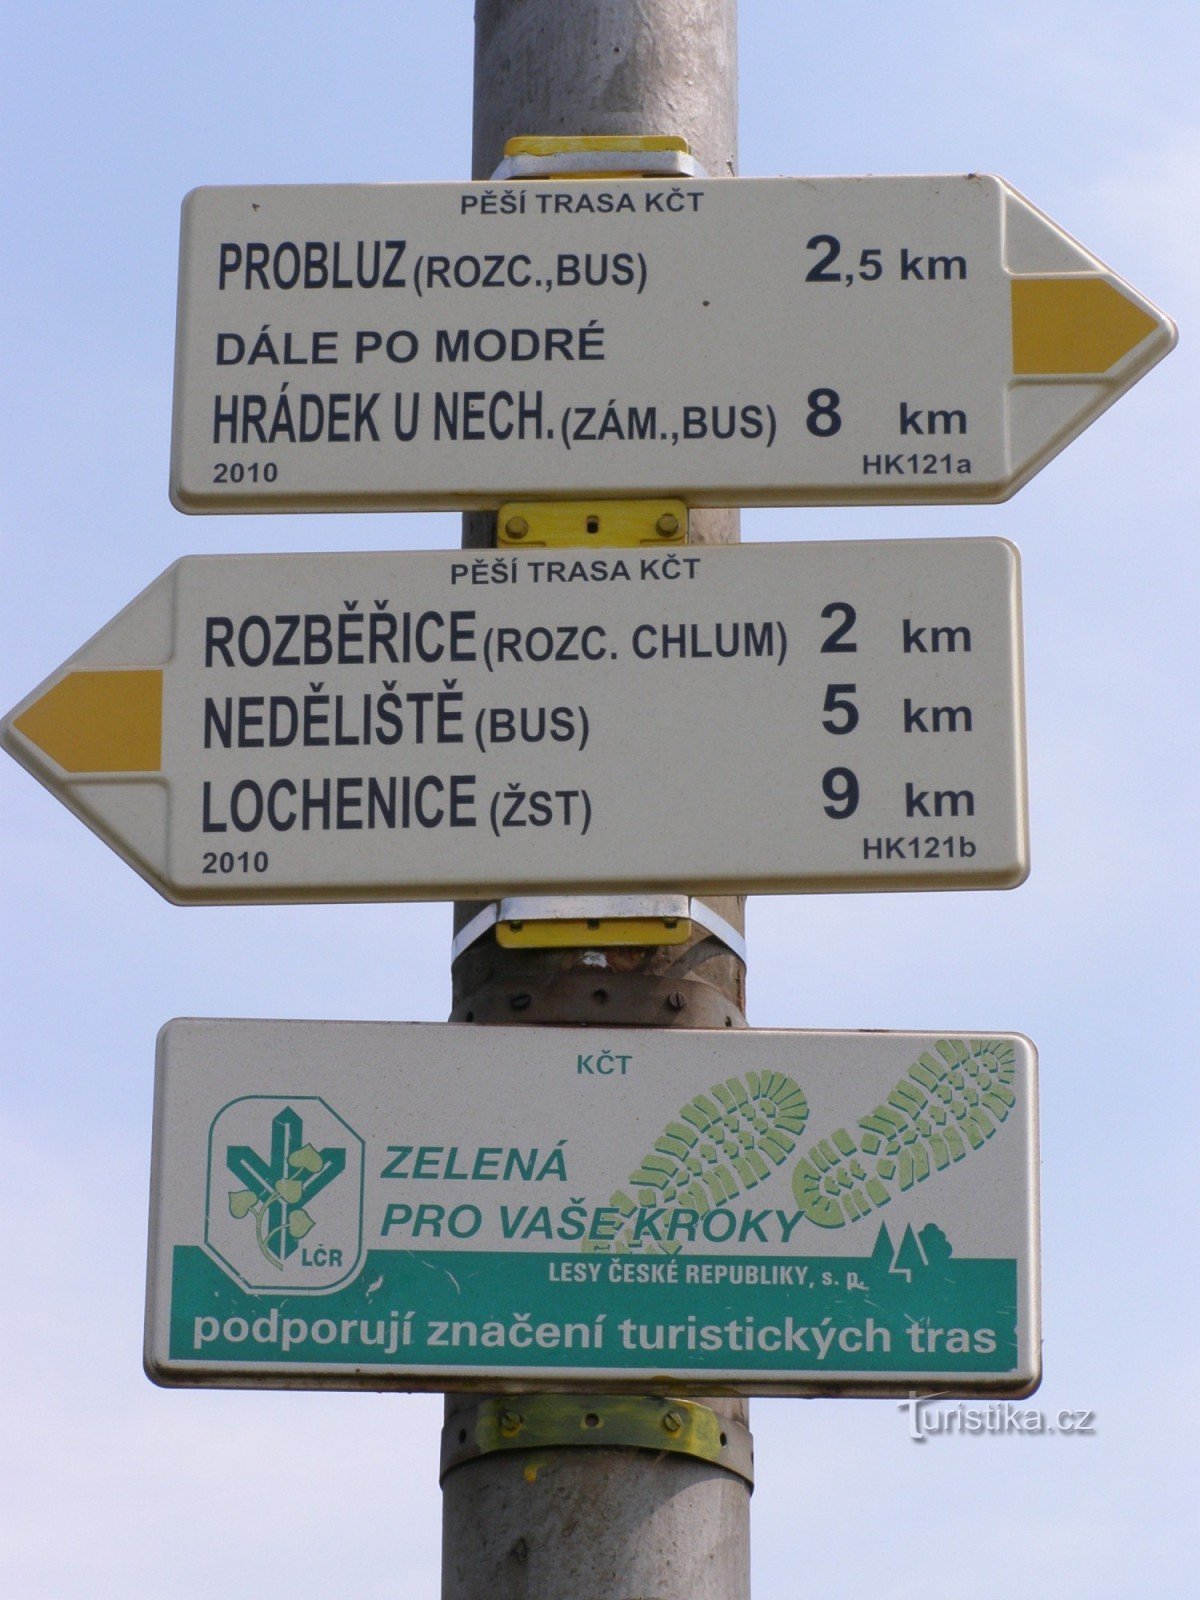 PĚŠÍ TRASA KČT
PROBLUZ (ROZC.,BUS) 2,5 km
DÁLE PO MODRÉ
HRÁDEK U NECH. (ZÁM.,BUS) 8 km
2010 HK121a
PĚŠÍ TRASA KČT
ROZBĚŘICE (ROZC. CHLUM) 2 km
NEDĚLIŠTĚ (BUS) 5 km
LOCHENICE (ŽST) 9 km
2010 HK121b
KČT
ZELENÁ
PRO VAŠE KROKY
LČR
LESY ČESKÉ REPUBLIKY, s. p.
podporují značení turistických tras
Turistika.cz